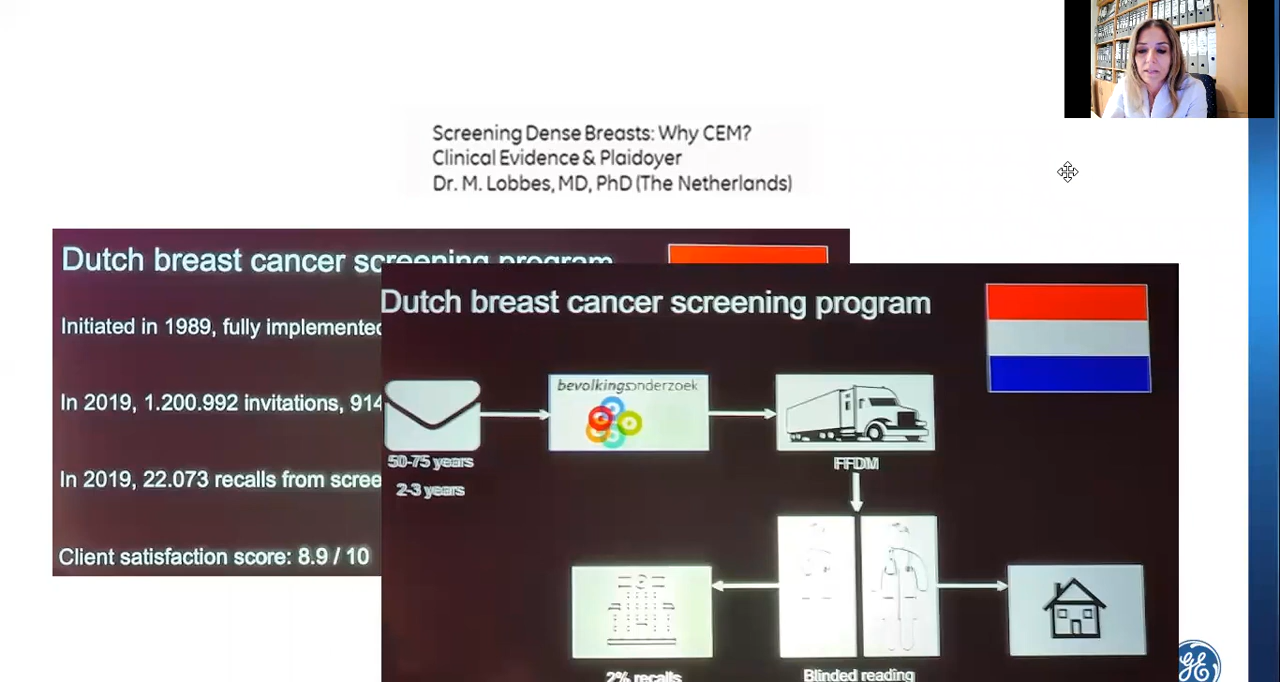 Screening Dense Breasts: Why CEM?
Clinical Evidence & Plaidoyer
Dr. M. Lobbes, MD, PhD (The Netherlands)
Dutch breast cancer screening program
Initiated in 1989, fully implemented
In 2019, 1.200.992 invitations, 914
In 2019, 22.073 recalls from scree
Client satisfaction score: 8.9 / 10
Dutch breast cancer screening program
bevolkingsonderzoek
50-75 years
2-3 years
FFDM
2% recalls
Blinded reading
GE